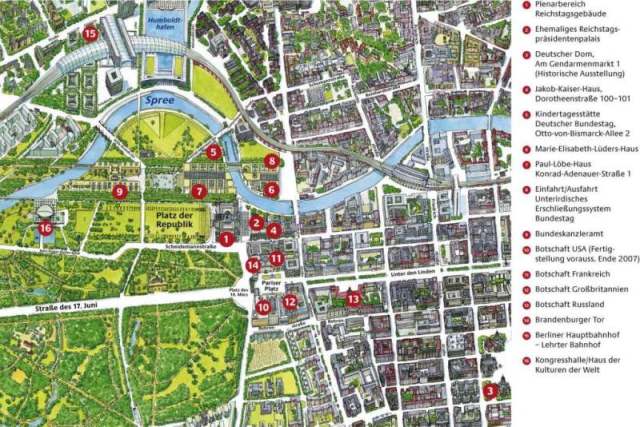 Humboldt-
hafen
15
Spree
5
8
9
7
6
16
Platz der
Republik
2
4
1
Scheidemannstraße
11
14
Pariser
Platz
Unter den Linden
Platz des
18. März
Straße des 17. Juni
10
12
13
3
1 Plenarbereich
Reichstagsgebäude
2 Ehemaliges Reichstags-
präsidentenpalais
3 Deutscher Dom,
Am Gendarmenmarkt 1
(Historische Ausstellung)
4 Jakob-Kaiser-Haus,
Dorotheenstraße 100–101
5 Kindertagesstätte
Deutscher Bundestag,
Otto-von-Bismarck-Allee 2
6 Marie-Elisabeth-Lüders-Haus
7 Paul-Löbe-Haus
Konrad-Adenauer-Straße 1
8 Einfahrt/Ausfahrt
Unterirdisches
Erschließungssystem
Bundestag
9 Bundeskanzleramt
10 Botschaft USA (Fertig-
stellung vorauss. Ende 2007)
11 Botschaft Frankreich
12 Botschaft Großbritannien
13 Botschaft Russland
14 Brandenburger Tor
15 Berliner Hauptbahnhof
– Lehrter Bahnhof
16 Kongresshalle/Haus der
Kulturen der Welt